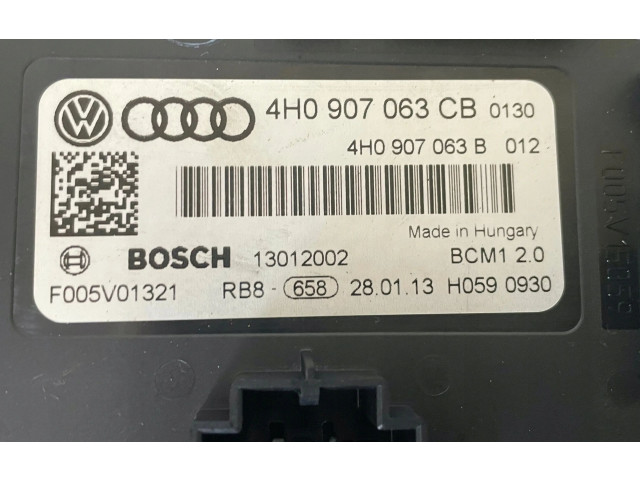 4H0 907 063 CB 0130
4H0 907 063 B 012
Made in Hungary
BOSCH 13012002 BCM1 2.0
F005V01321 RB8 - 658 28.01.13 H059 0930